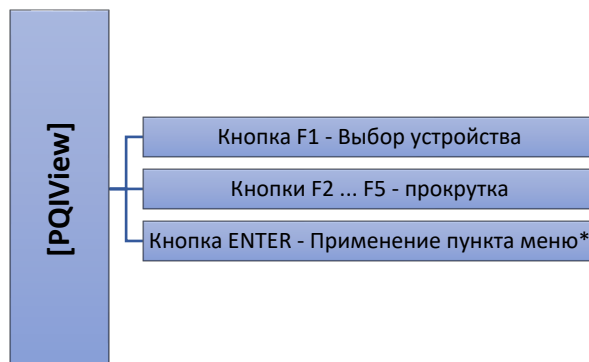 [PQIView]
Кнопка F1 - Выбор устройства
Кнопки F2 ... F5 - прокрутка
Кнопка ENTER - Применение пункта меню*